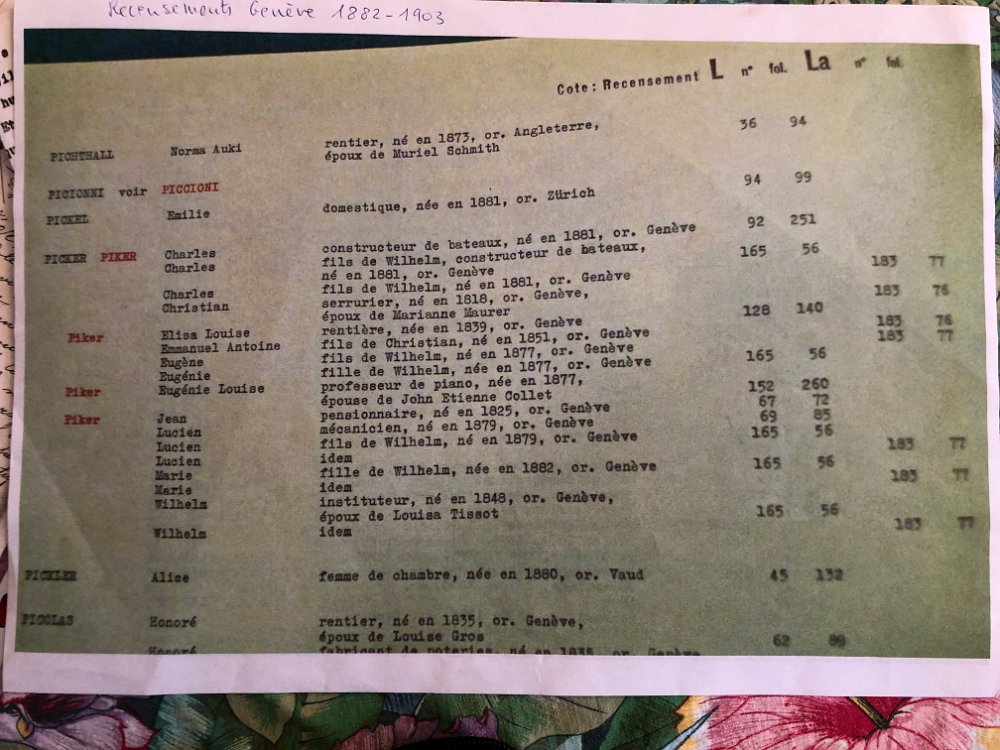 Recensements Genève 1882-1903
Cote: Recensement L n° fol. La n° fol.
PICHTHALL Norma Auki rentier, né en 1873, or. Angleterre, 36 94
époux de Muriel Schmith
PICIONNI voir PICCIONI
PICKEL Emilie domestique, née en 1881, or. Zürich 94 99
PICKER PIKER Charles constructeur de bateaux, né en 1881, or. Genève 92 251
Charles fils de Wilhelm, constructeur de bateaux,
né en 1881, or. Genève 165 56
Charles fils de Wilhelm, né en 1881, or. Genève 183 77
Christian serrurier, né en 1818, or. Genève,
époux de Marianne Maurer 183 76
Piker Elisa Louise rentière, née en 1839, or. Genève 128 140
Emmanuel Antoine fils de Christian, né en 1851, or. Genève 183 76
Eugène fils de Wilhelm, né en 1877, or. Genève 183 77
Eugénie fille de Wilhelm, née en 1877, or. Genève 165 56
Piker Eugénie Louise professeur de piano, née en 1877,
épouse de John Etienne Collet 152 260
Piker Jean pensionnaire, né en 1825, or. Genève 67 72
Lucien mécanicien, né en 1879, or. Genève 69 85
Lucien fils de Wilhelm, né en 1879, or. Genève 165 56
Lucien idem 183 77
Marie fille de Wilhelm, née en 1882, or. Genève 165 56
Marie idem 183 77
Wilhelm instituteur, né en 1848, or. Genève,
époux de Louisa Tissot 165 56
Wilhelm idem 183 77
PICKLER Alice femme de chambre, née en 1880, or. Vaud 45 132
PICOLAS Honoré rentier, né en 1835, or. Genève,
époux de Louise Gros 62 89
Honoré fabricant de poteries, né en 1835, or. Genève